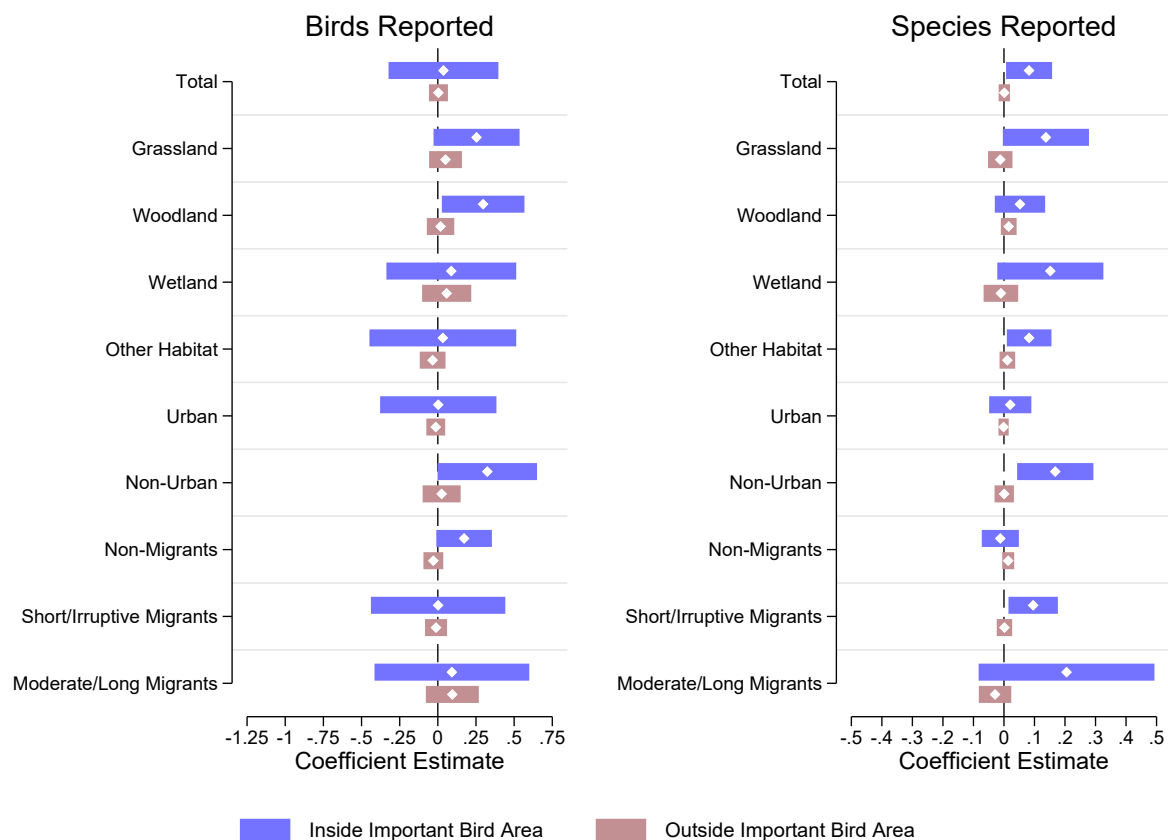 Birds Reported
Total
Grassland
Woodland
Wetland
Other Habitat
Urban
Non-Urban
Non-Migrants
Short/Irruptive Migrants
Moderate/Long Migrants
-1.25 -1 -.75 -.5 -.25 0 .25 .5 .75
Coefficient Estimate
Species Reported
Total
Grassland
Woodland
Wetland
Other Habitat
Urban
Non-Urban
Non-Migrants
Short/Irruptive Migrants
Moderate/Long Migrants
-.5 -.4 -.3 -.2 -.1 0 .1 .2 .3 .4 .5
Coefficient Estimate
Inside Important Bird Area Outside Important Bird Area